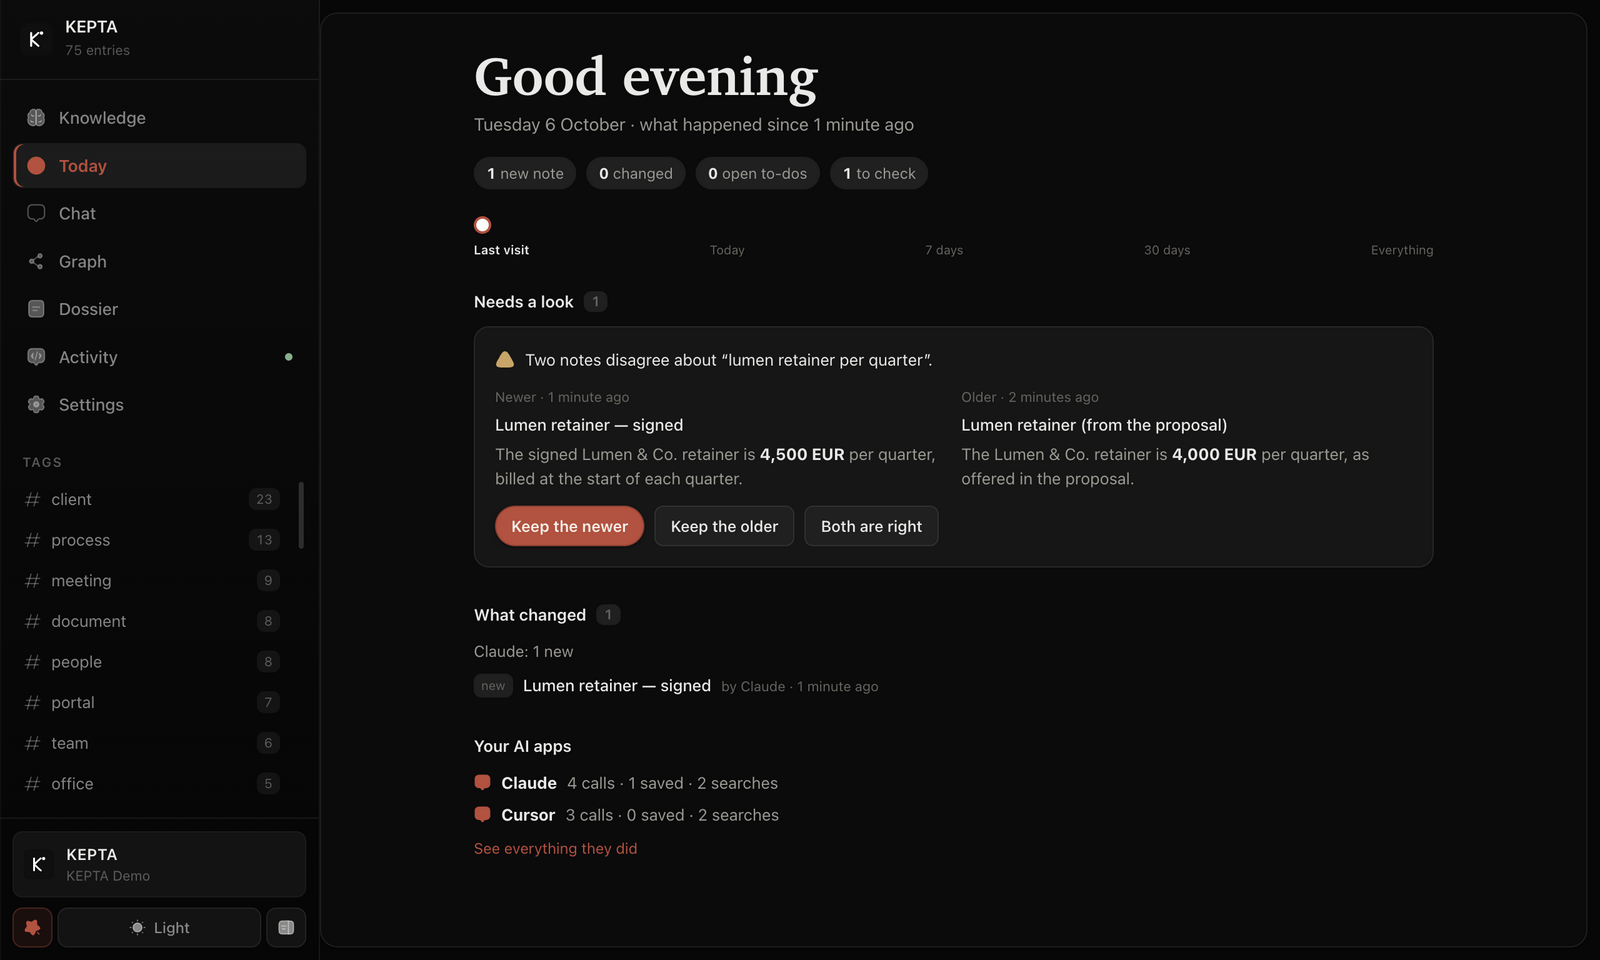 KEPTA
75 entries
Knowledge
Today
Chat
Graph
Dossier
Activity
Settings
TAGS
# client 23
# process 13
# meeting 9
# document 8
# people 8
# portal 7
# team 6
# office 5
KEPTA
KEPTA Demo
Light
Good evening
Tuesday 6 October · what happened since 1 minute ago
1 new note
0 changed
0 open to-dos
1 to check
Last visit
Today
7 days
30 days
Everything
Needs a look 1
Two notes disagree about “lumen retainer per quarter”.
Newer · 1 minute ago
Lumen retainer — signed
The signed Lumen & Co. retainer is 4,500 EUR per quarter,
billed at the start of each quarter.
Older · 2 minutes ago
Lumen retainer (from the proposal)
The Lumen & Co. retainer is 4,000 EUR per quarter, as
offered in the proposal.
Keep the newer
Keep the older
Both are right
What changed 1
Claude: 1 new
new Lumen retainer — signed by Claude · 1 minute ago
Your AI apps
Claude 4 calls · 1 saved · 2 searches
Cursor 3 calls · 0 saved · 2 searches
See everything they did